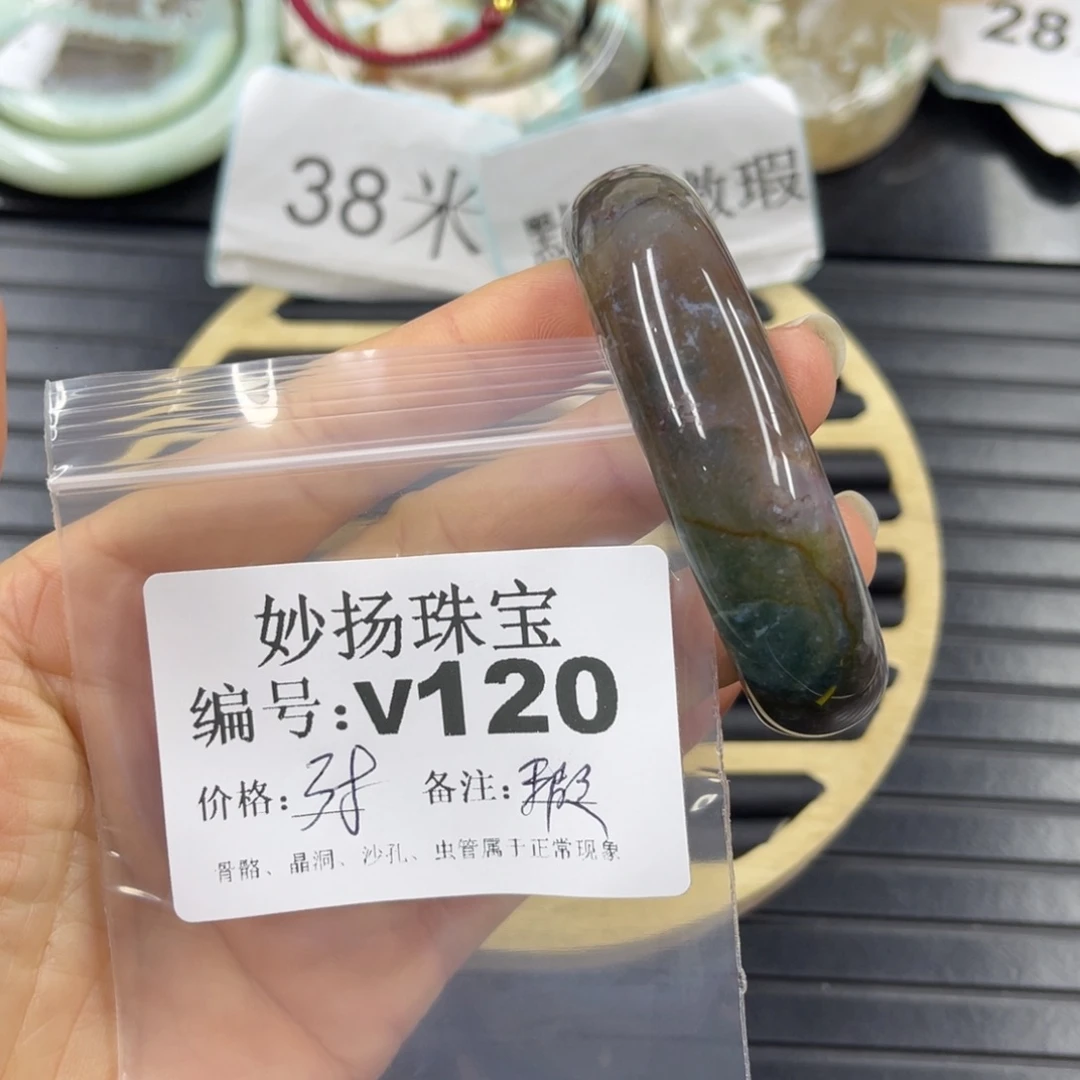 28
38米
瑕
妙扬珠宝
编号:v120
价格:
备注:
骨骼、晶洞、沙孔、虫管属于正常现象